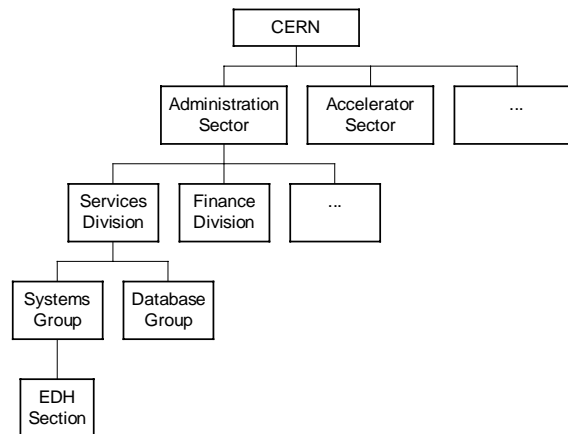 CERN
Administration
Sector
Accelerator
Sector
...
Services
Division
Finance
Division
...
Systems
Group
Database
Group
EDH
Section